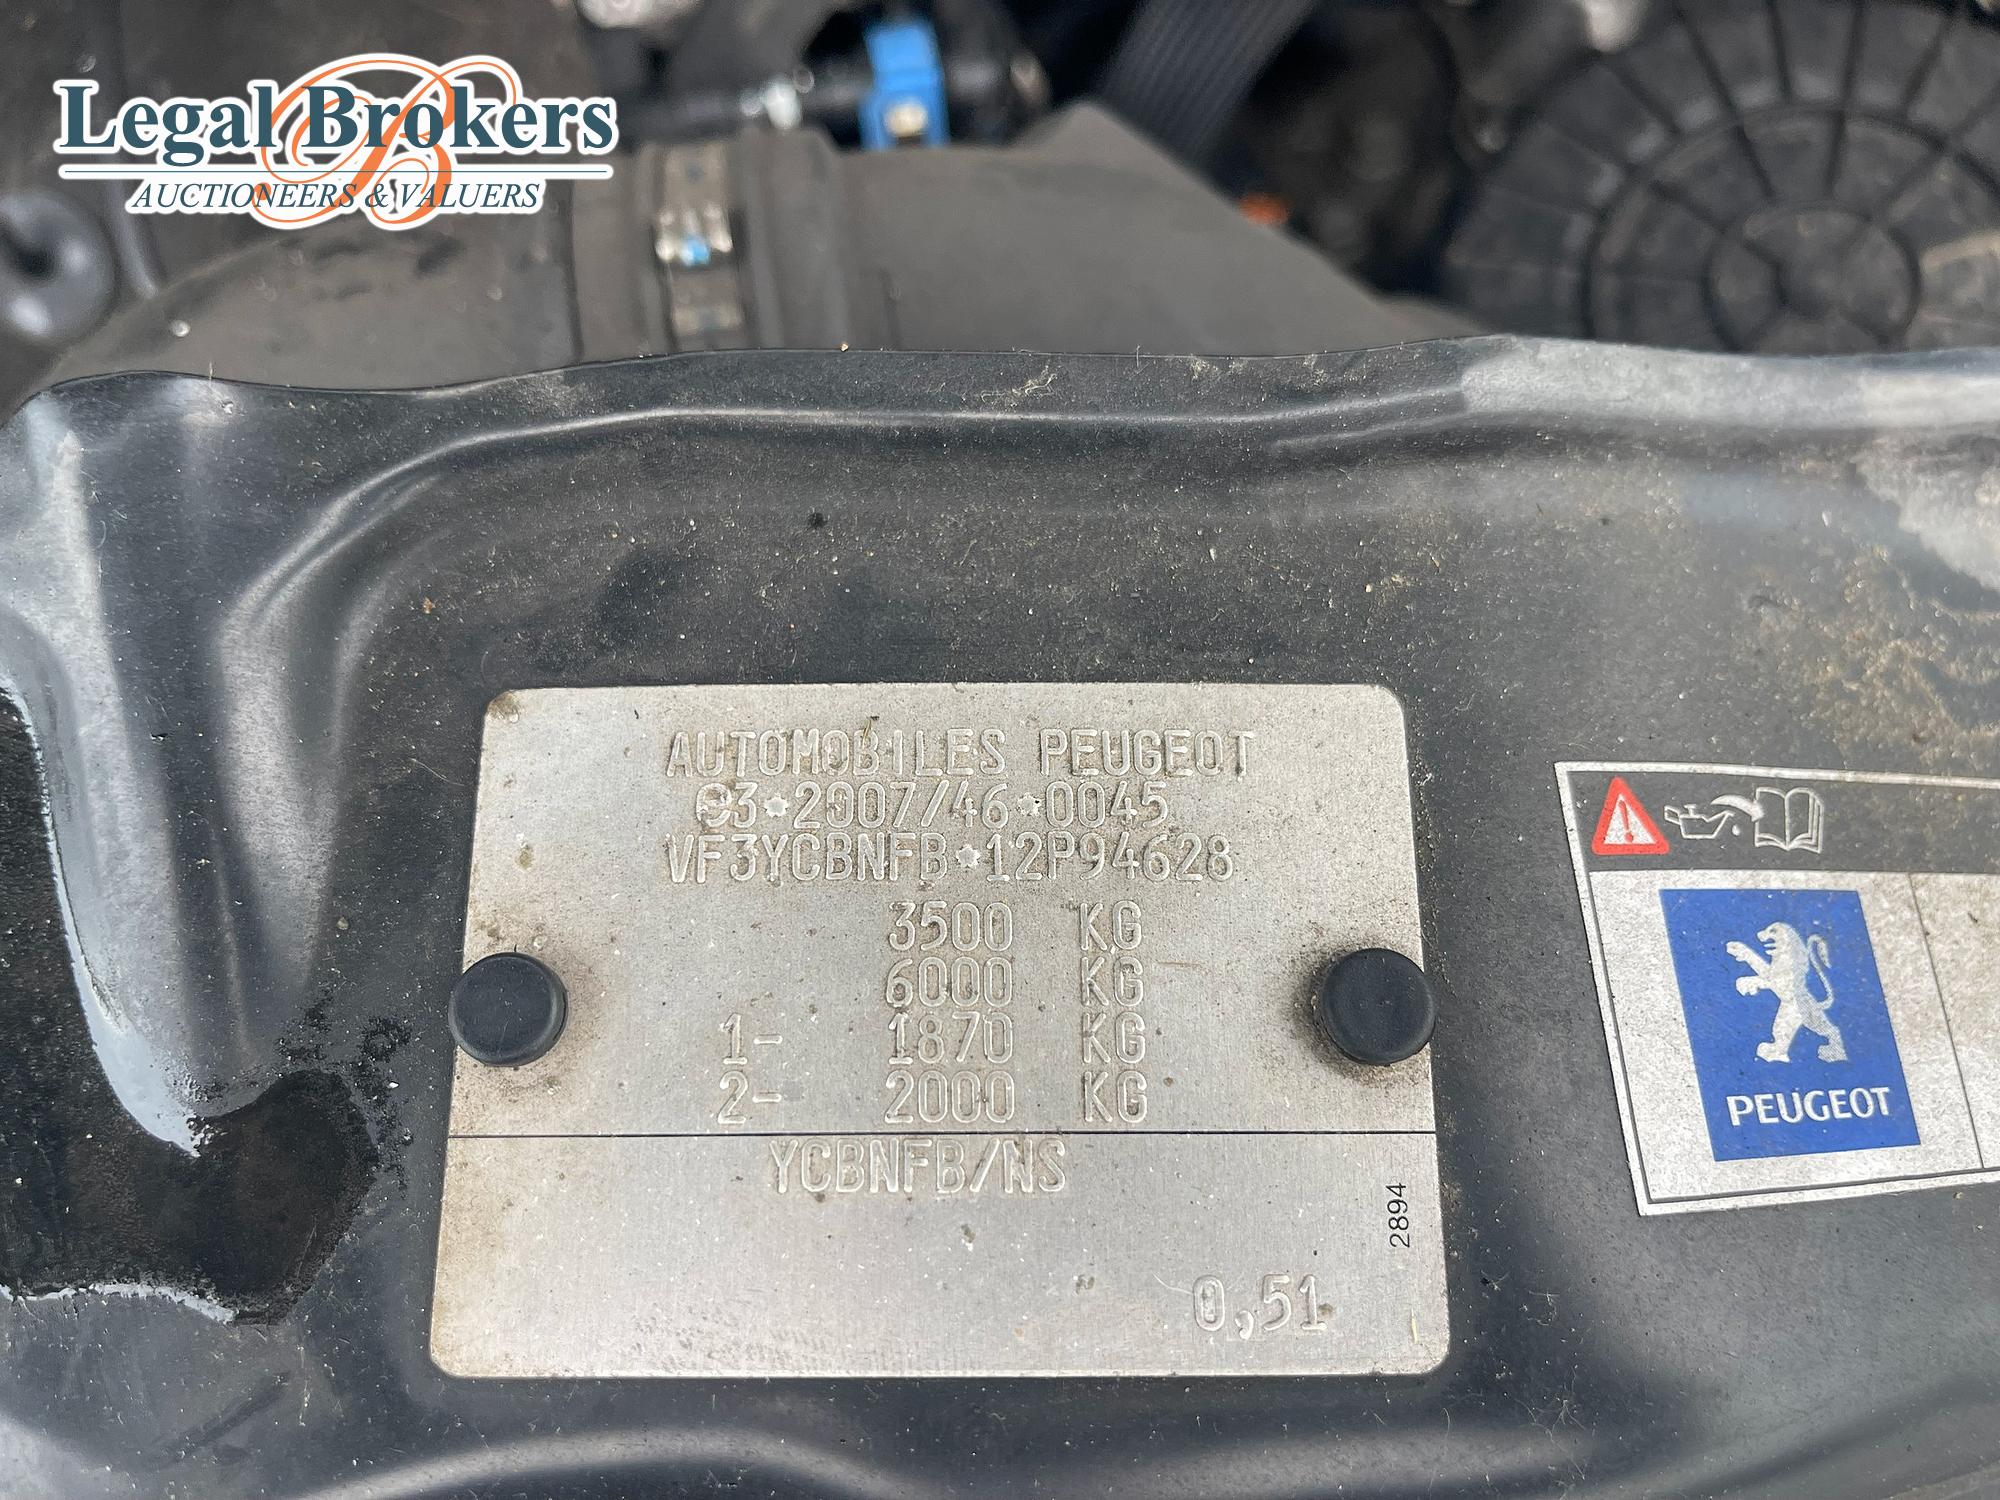 Legal Brokers
AUCTIONEERS & VALUERS
AUTOMOBILES PEUGEOT
e3*2007/46*0045
VF3YCBNFB*12P94628
3500 KG
6000 KG
1- 1870 KG
2- 2000 KG
YCBNFB/NS
2894
0,51
PEUGEOT